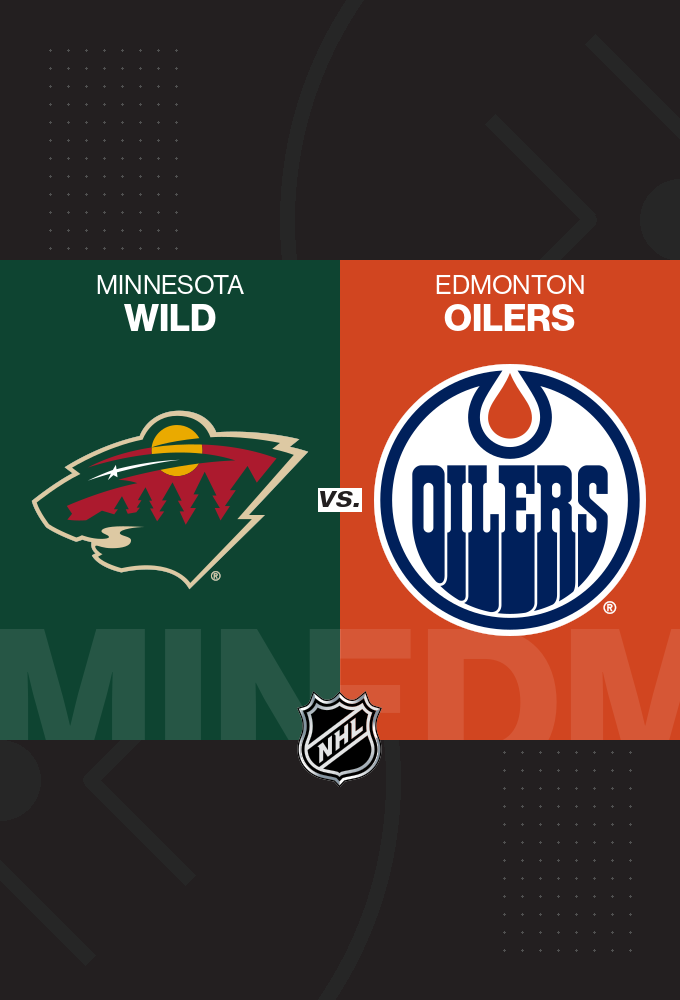 MINNESOTA
WILD
EDMONTON
OILERS
vs.
OILERS
®
®
MIN
EDM
NHL